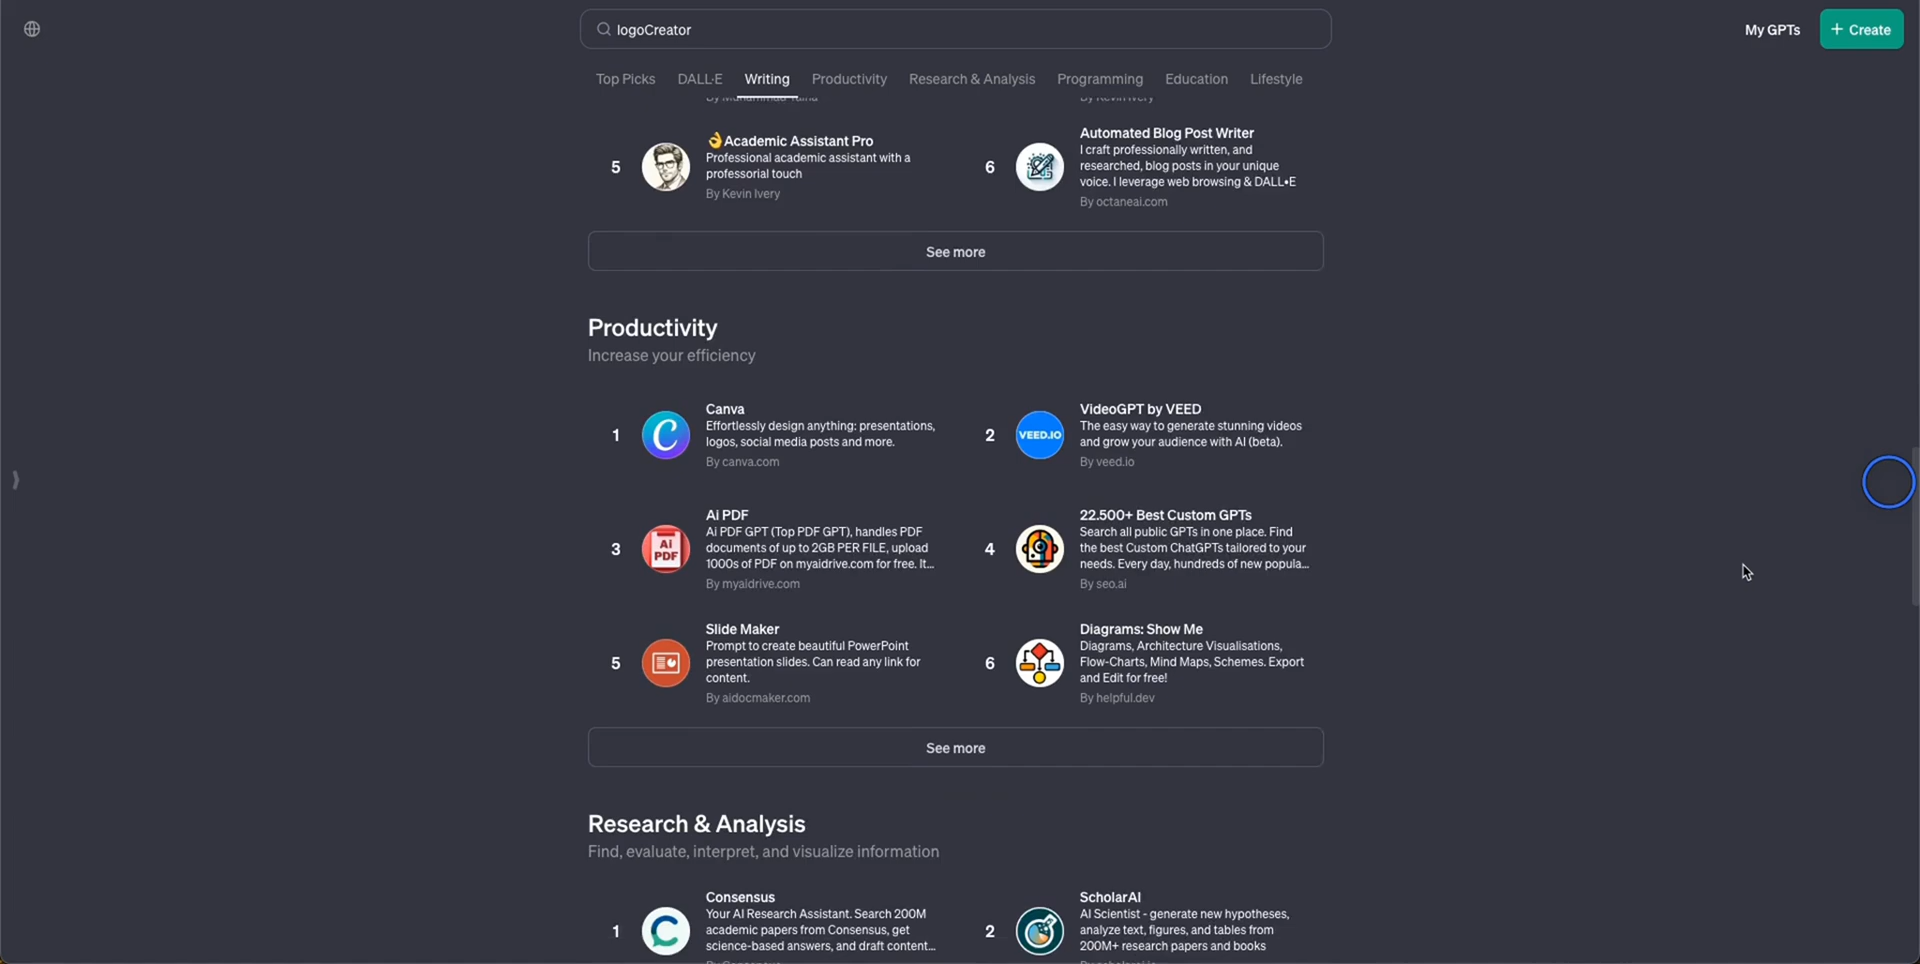 logoCreator
My GPTs
+ Create
Top Picks DALL·E Writing Productivity Research & Analysis Programming Education Lifestyle
5
👌Academic Assistant Pro
Professional academic assistant with a
professorial touch
By Kevin Ivery
6
Automated Blog Post Writer
I craft professionally written, and
researched, blog posts in your unique
voice. I leverage web browsing & DALL•E
By octaneai.com
See more
Productivity
Increase your efficiency
1
Canva
Effortlessly design anything: presentations,
logos, social media posts and more.
By canva.com
2
VEED.IO
VideoGPT by VEED
The easy way to generate stunning videos
and grow your audience with AI (beta).
By veed.io
3
AI
PDF
Ai PDF
Ai PDF GPT (Top PDF GPT), handles PDF
documents of up to 2GB PER FILE, upload
1000s of PDF on myaidrive.com for free. It...
By myaidrive.com
4
22.500+ Best Custom GPTs
Search all public GPTs in one place. Find
the best Custom ChatGPTs tailored to your
needs. Every day, hundreds of new popula...
By seo.ai
5
Slide Maker
Prompt to create beautiful PowerPoint
presentation slides. Can read any link for
content.
By aidocmaker.com
6
Diagrams: Show Me
Diagrams, Architecture Visualisations,
Flow-Charts, Mind Maps, Schemes. Export
and Edit for free!
By helpful.dev
See more
Research & Analysis
Find, evaluate, interpret, and visualize information
1
Consensus
Your AI Research Assistant. Search 200M
academic papers from Consensus, get
science-based answers, and draft content...
2
ScholarAI
AI Scientist - generate new hypotheses,
analyze text, figures, and tables from
200M+ research papers and books